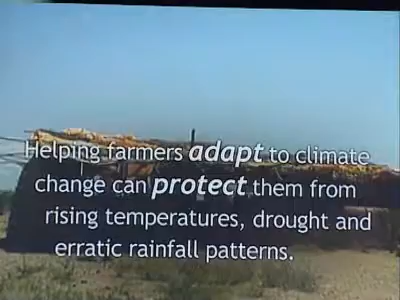 Helping farmers adapt to climate
change can protect them from
rising temperatures, drought and
erratic rainfall patterns.